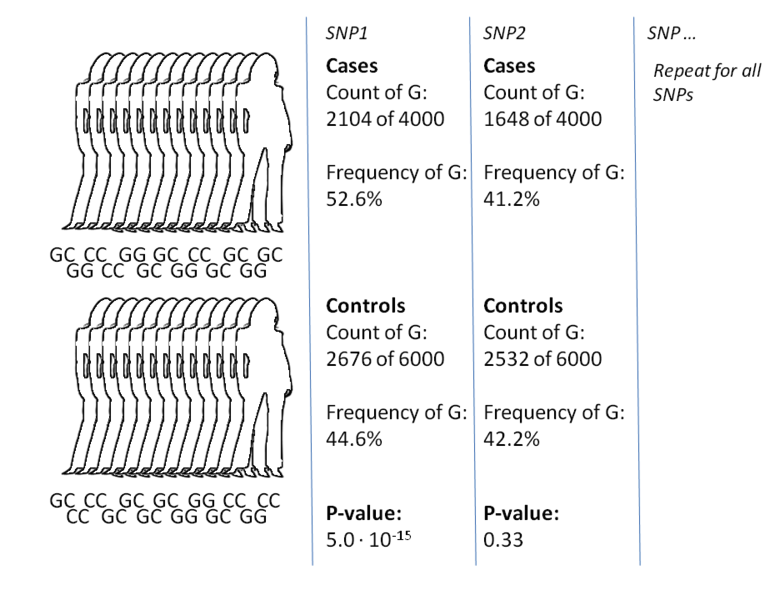 SNP1
Cases
Count of G:
2104 of 4000
Frequency of G:
52.6%
Controls
Count of G:
2676 of 6000
Frequency of G:
44.6%
P-value:
5.0 · 10⁻¹⁵
SNP2
Cases
Count of G:
1648 of 4000
Frequency of G:
41.2%
Controls
Count of G:
2532 of 6000
Frequency of G:
42.2%
P-value:
0.33
SNP...
Repeat for all
SNPs
GC CC GG GC CC GC GC
GG CC GC GG GC GG
GC CC GC GC GG CC CC
CC GC GC GG GC GG